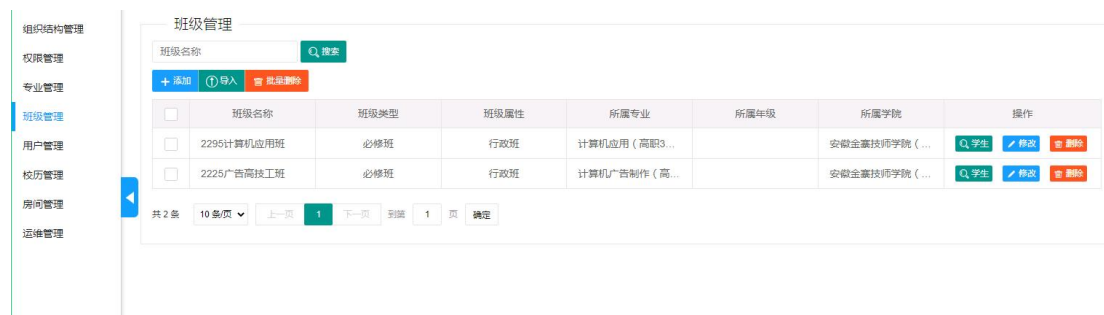 组织结构管理
权限管理
专业管理
班级管理
用户管理
校历管理
房间管理
运维管理
班级管理
班级名称 搜索
添加 导入 批量删除
班级名称 班级类型 班级属性 所属专业 所属年级 所属学院 操作
2295计算机应用班 必修班 行政班 计算机应用（高职3... 安徽金寨技师学院（... 学生 修改 删除
2225广告高技工班 必修班 行政班 计算机广告制作（高... 安徽金寨技师学院（... 学生 修改 删除
共 2 条 10 条/页 上一页 1 下一页 到第 1 页 确定